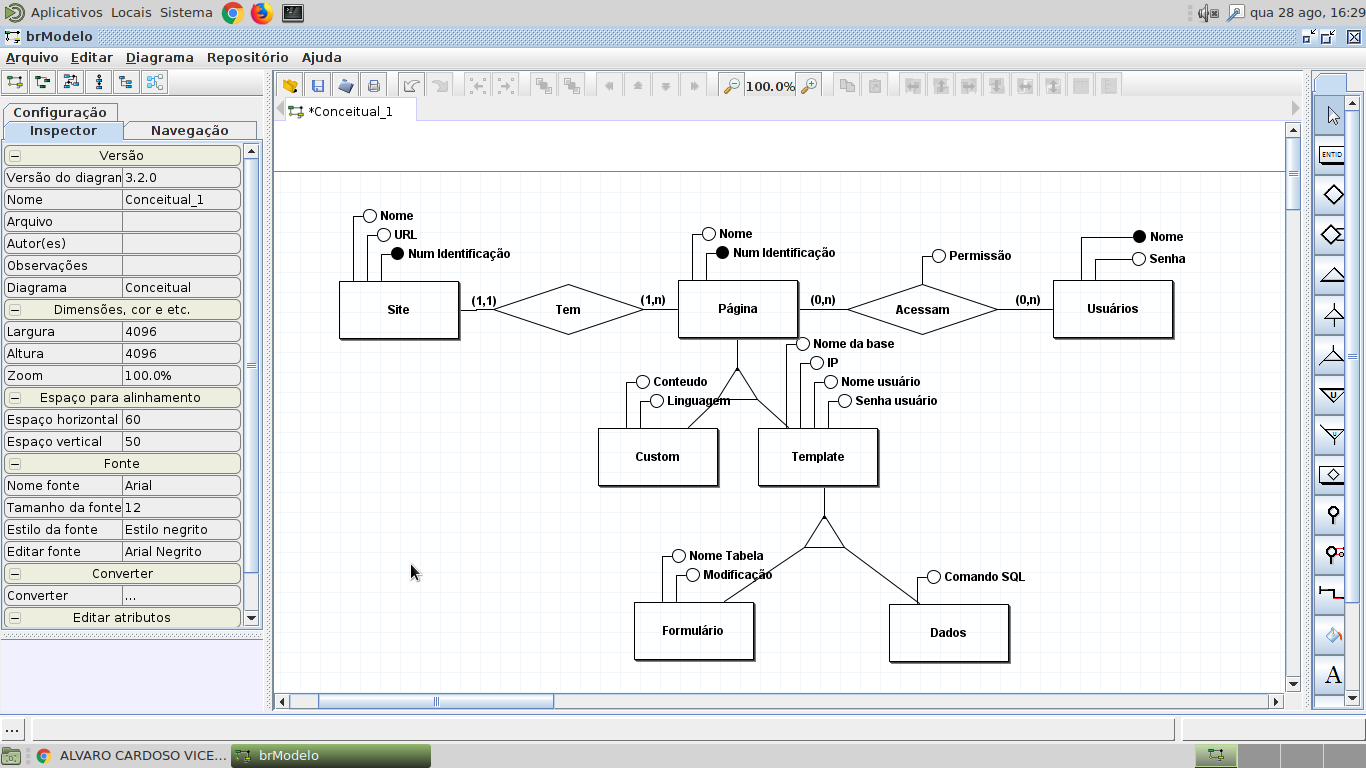 Aplicativos Locais Sistema
qua 28 ago, 16:29
brModelo
Arquivo Editar Diagrama Repositório Ajuda
100.0%
Configuração
Inspector Navegação
*Conceitual_1
Versão
Versão do diagran 3.2.0
Nome Conceitual_1
Arquivo
Autor(es)
Observações
Diagrama Conceitual
Dimensões, cor e etc.
Largura 4096
Altura 4096
Zoom 100.0%
Espaço para alinhamento
Espaço horizontal 60
Espaço vertical 50
Fonte
Nome fonte Arial
Tamanho da fonte 12
Estilo da fonte Estilo negrito
Editar fonte Arial Negrito
Converter
Converter ...
Editar atributos
Nome
URL
Num Identificação
Site
(1,1)
Tem
(1,n)
Nome
Num Identificação
Página
(0,n)
Permissão
Acessam
(0,n)
Nome
Senha
Usuários
Nome da base
IP
Nome usuário
Senha usuário
Conteudo
Linguagem
Custom
Template
Nome Tabela
Modificação
Formulário
Comando SQL
Dados
ENTID
A
...
ALVARO CARDOSO VICE...
brModelo